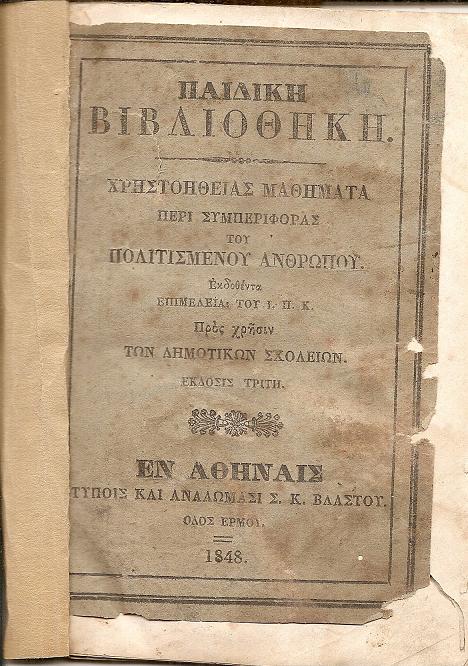 ΠΑΙΔΙΚΗ
ΒΙΒΛΙΟΘΗΚΗ.
ΧΡΗΣΤΟΗΘΕΙΑΣ ΜΑΘΗΜΑΤΑ
ΠΕΡΙ ΣΥΜΠΕΡΙΦΟΡΑΣ
ΤΟΥ
ΠΟΛΙΤΙΣΜΕΝΟΥ ΑΝΘΡΩΠΟΥ.
Εκδοθέντα
ΕΠΙΜΕΛΕΙΑ; ΤΟΥ Ι. Π. Κ.
Πρὸς χρῆσιν
ΤΩΝ ΔΗΜΟΤΙΚΩΝ ΣΧΟΛΕΙΩΝ.
ΕΚΔΟΣΙΣ ΤΡΙΤΗ.
ΕΝ ΑΘΗΝΑΙΣ
ΤΥΠΟΙΣ ΚΑΙ ΑΝΑΛΩΜΑΣΙ Σ. Κ. ΒΛΑΣΤΟΥ.
ΟΔΟΣ ΕΡΜΟΥ.
1848.